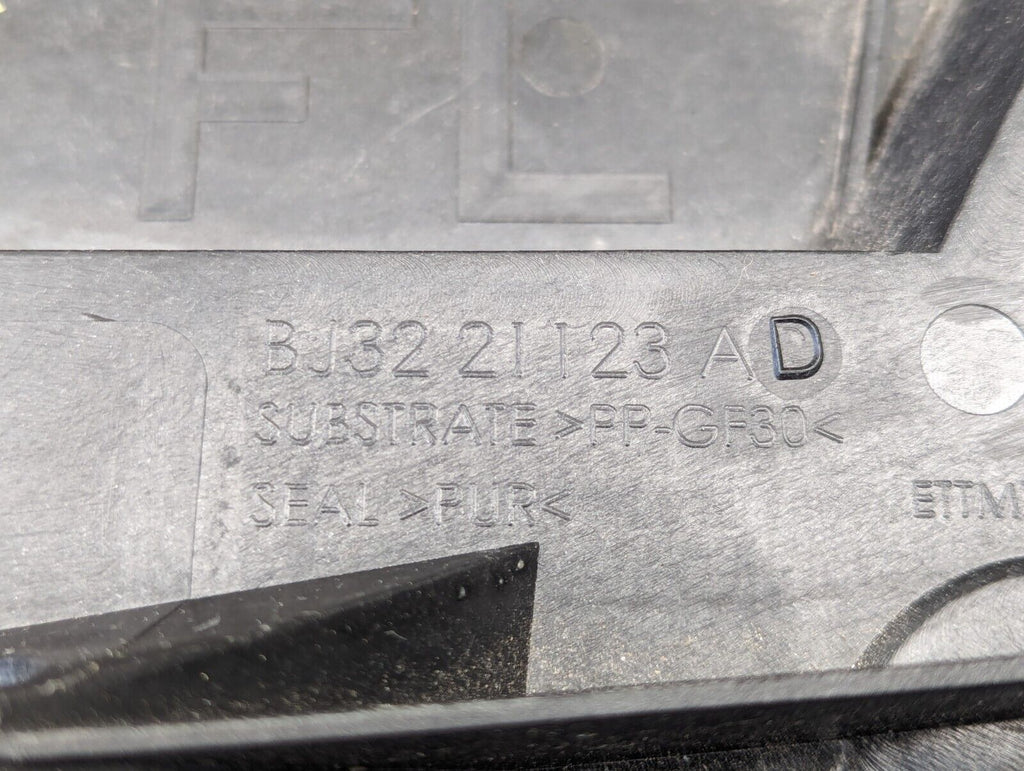 FL
BJ32 21123 AD
SUBSTRATE >PP-GF30<
SEAL >PUR<
ETTM